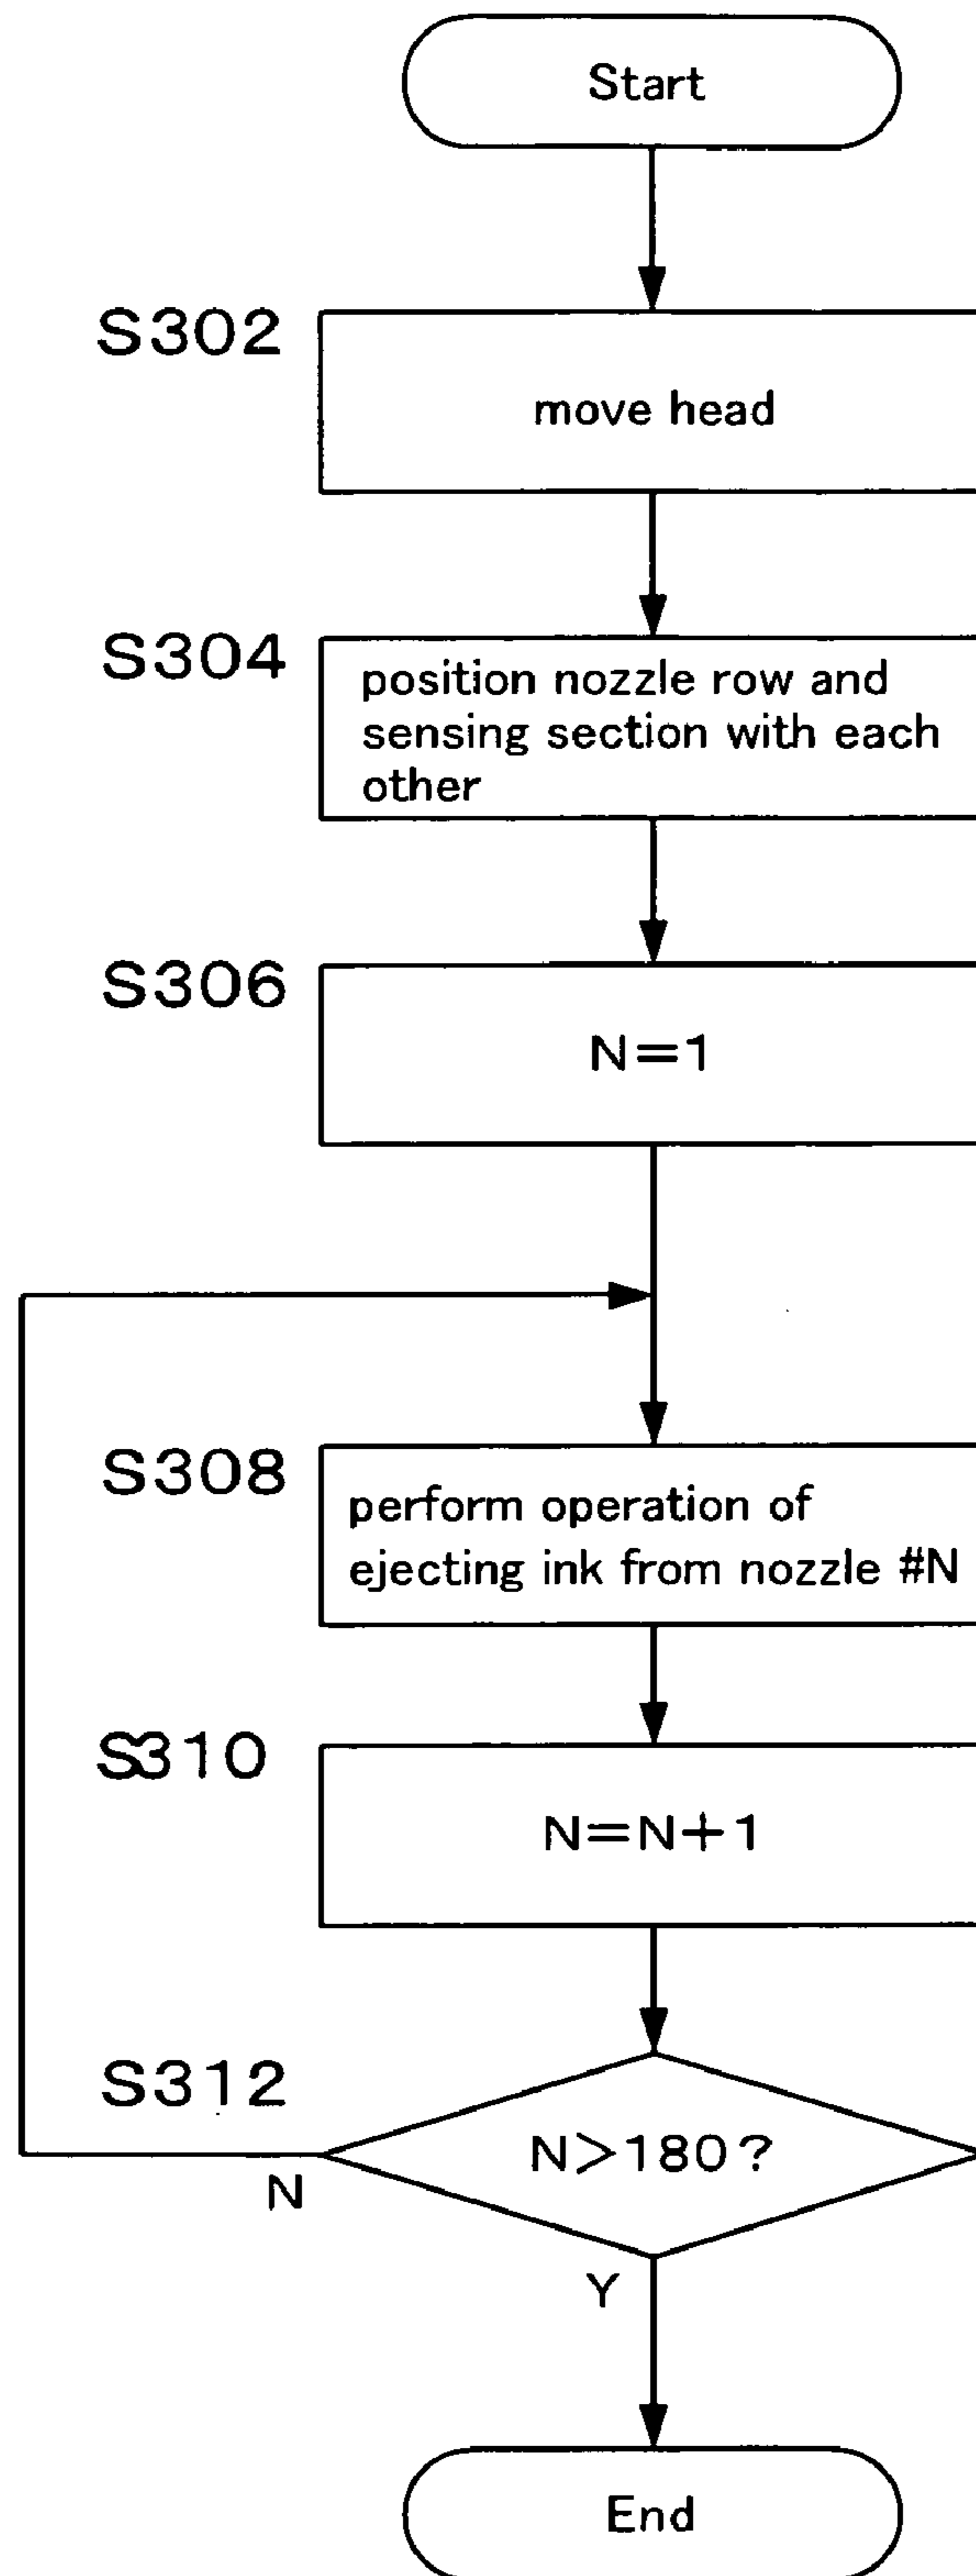 Start
S302
move head
S304
position nozzle row and
sensing section with each
other
S306
N=1
S308
perform operation of
ejecting ink from nozzle #N
S310
N=N+1
S312
N>180?
N
Y
End